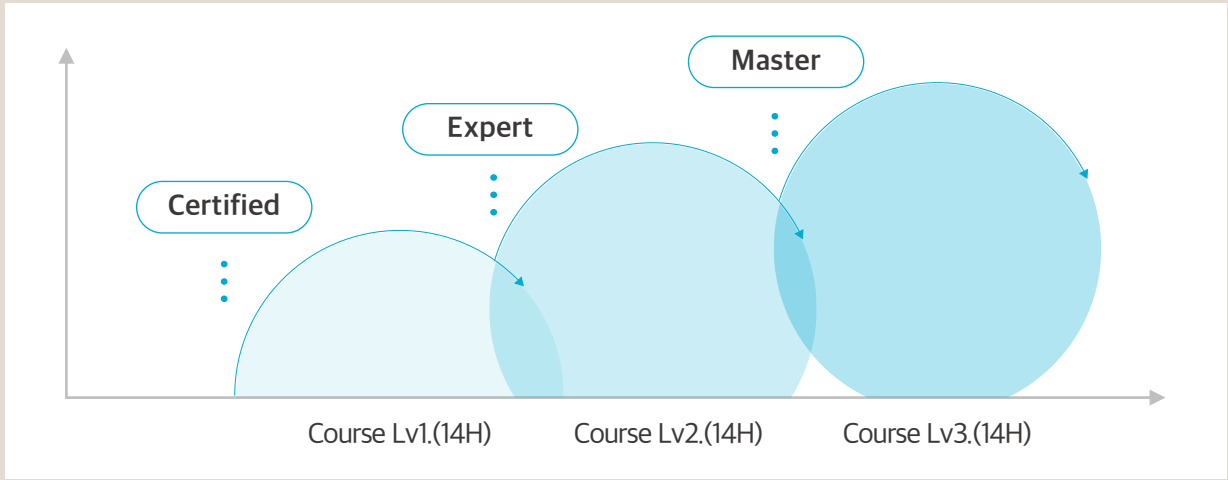 Master
Expert
Certified
Course Lv1.(14H)
Course Lv2.(14H)
Course Lv3.(14H)